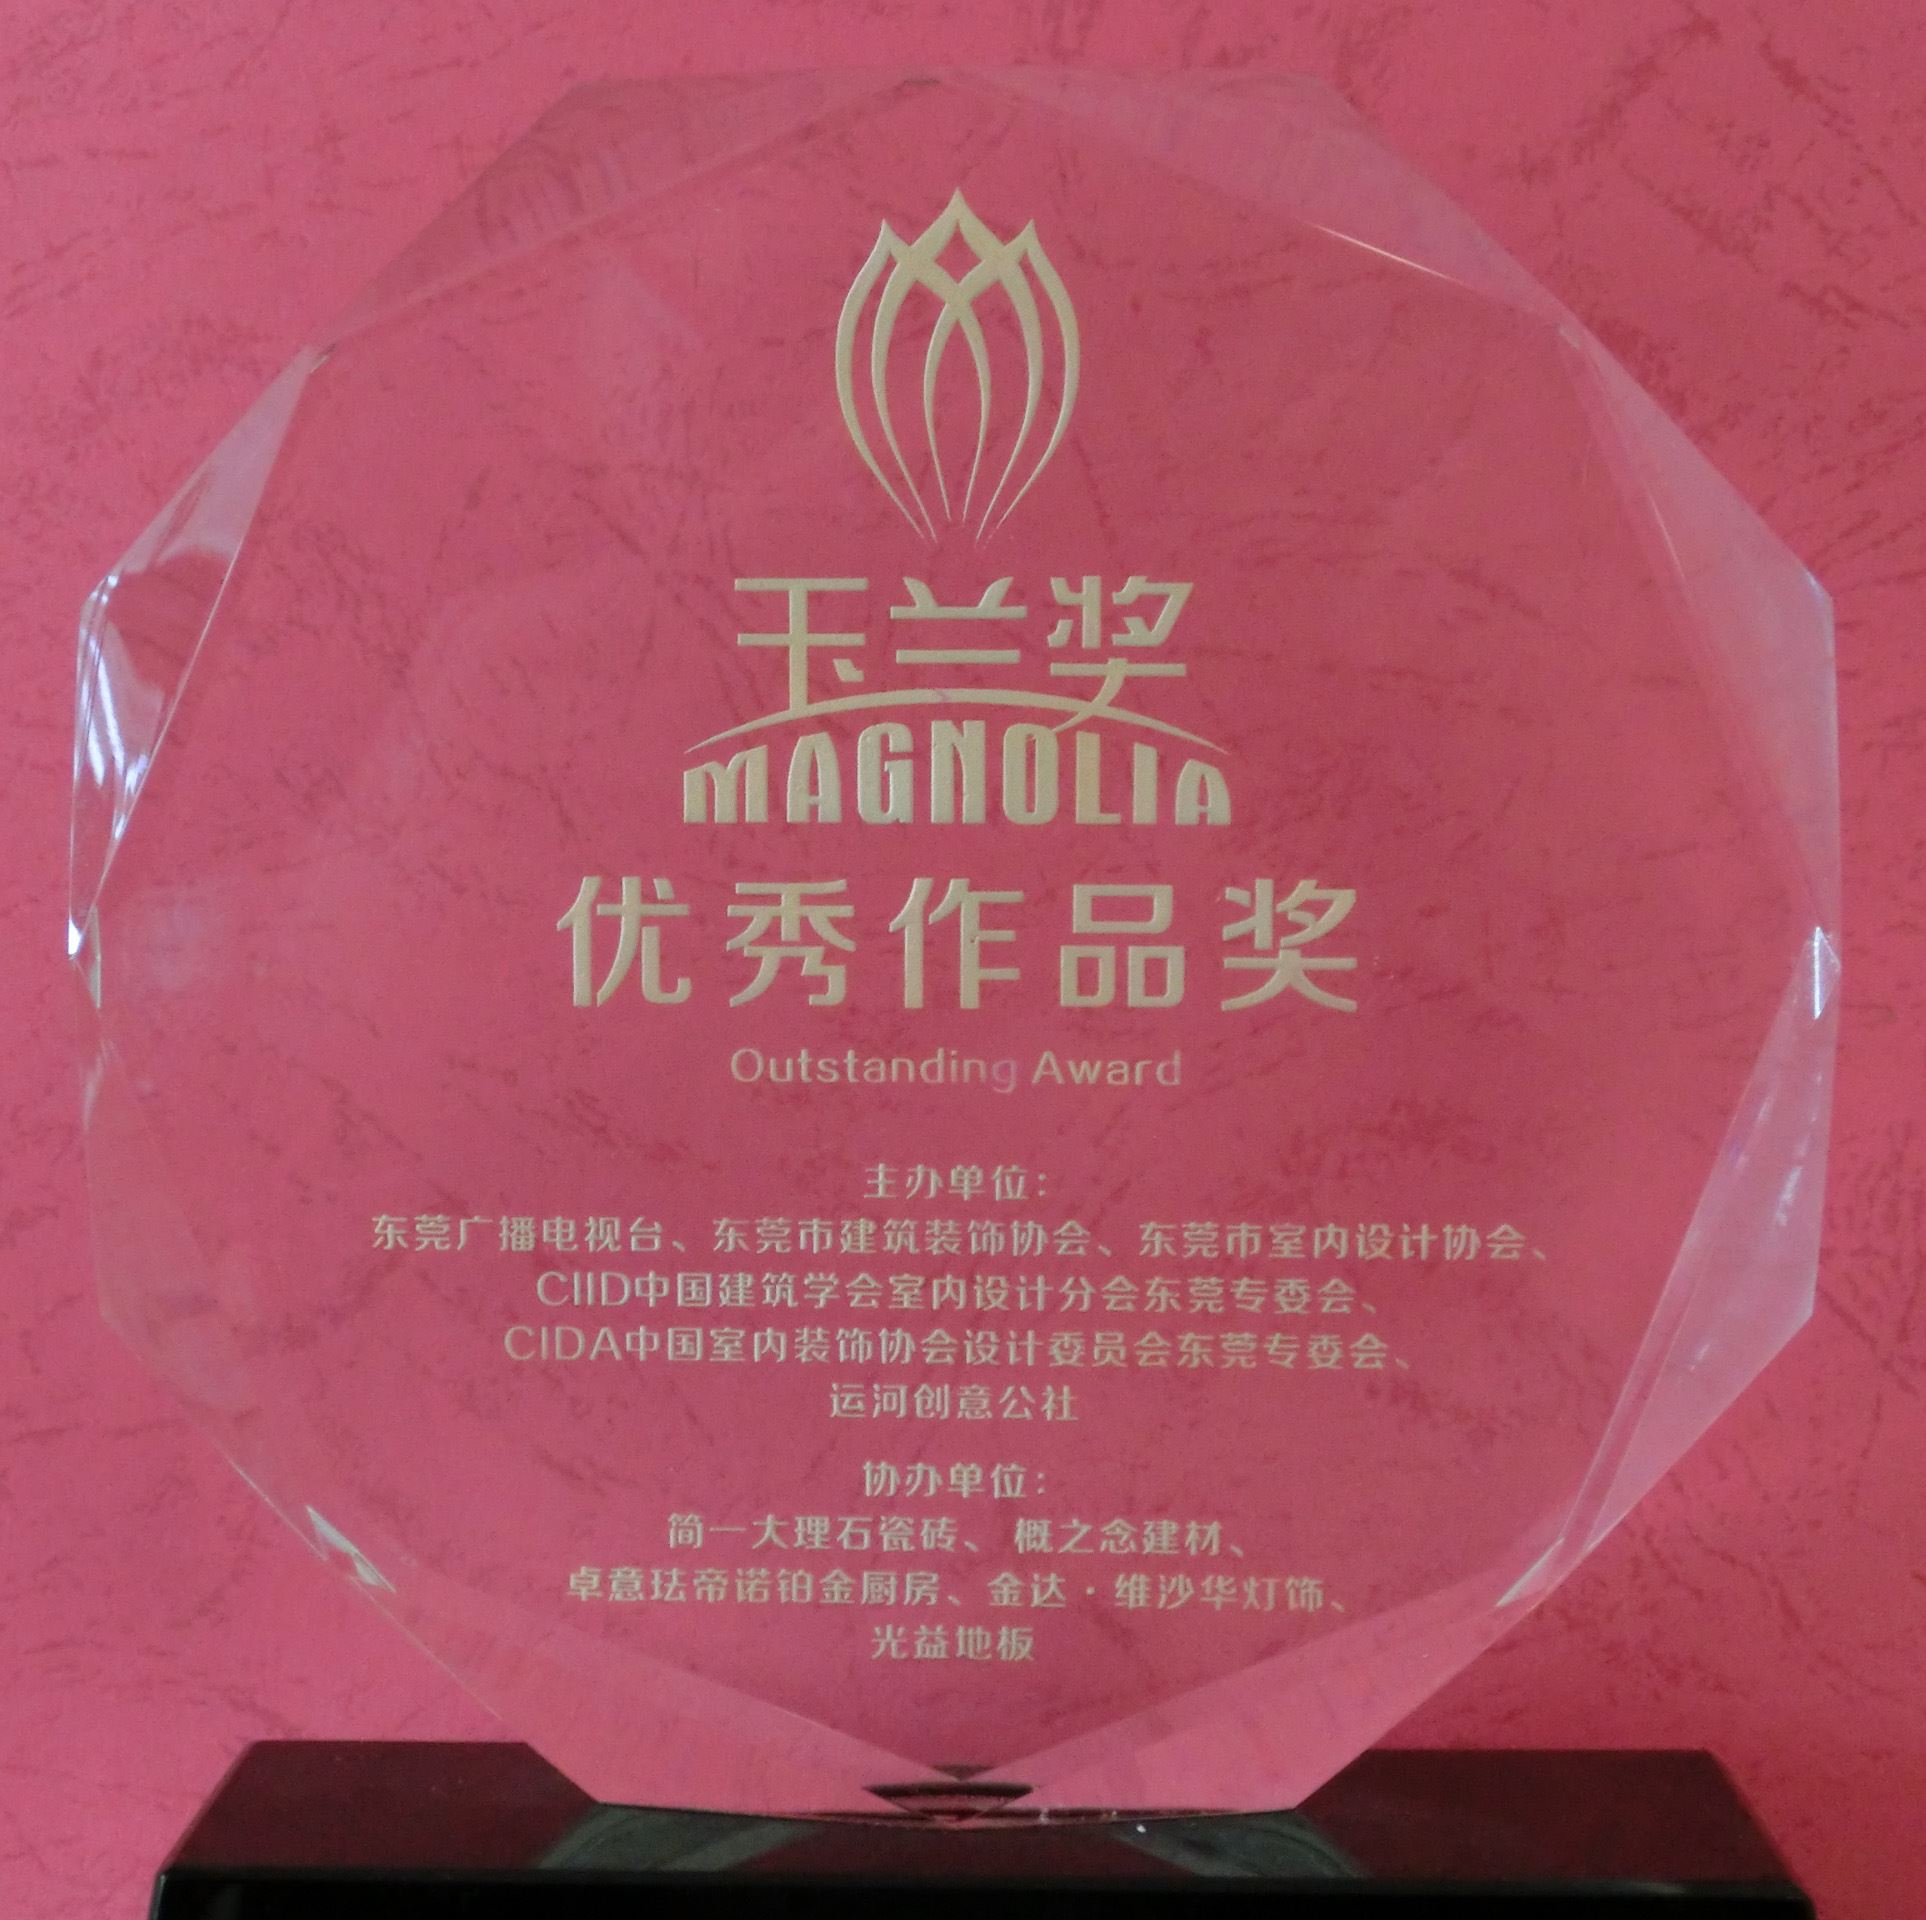 玉兰奖
MAGNOLIA
优秀作品奖
Outstanding Award
主办单位：
东莞广播电视台、东莞市建筑装饰协会、东莞市室内设计协会、
CIID中国建筑学会室内设计分会东莞专委会、
CIDA中国室内装饰协会设计委员会东莞专委会、
运河创意公社
协办单位：
简一大理石瓷砖、概之念建材、
卓意珐帝诺铂金厨房、金达·维沙华灯饰、
光益地板